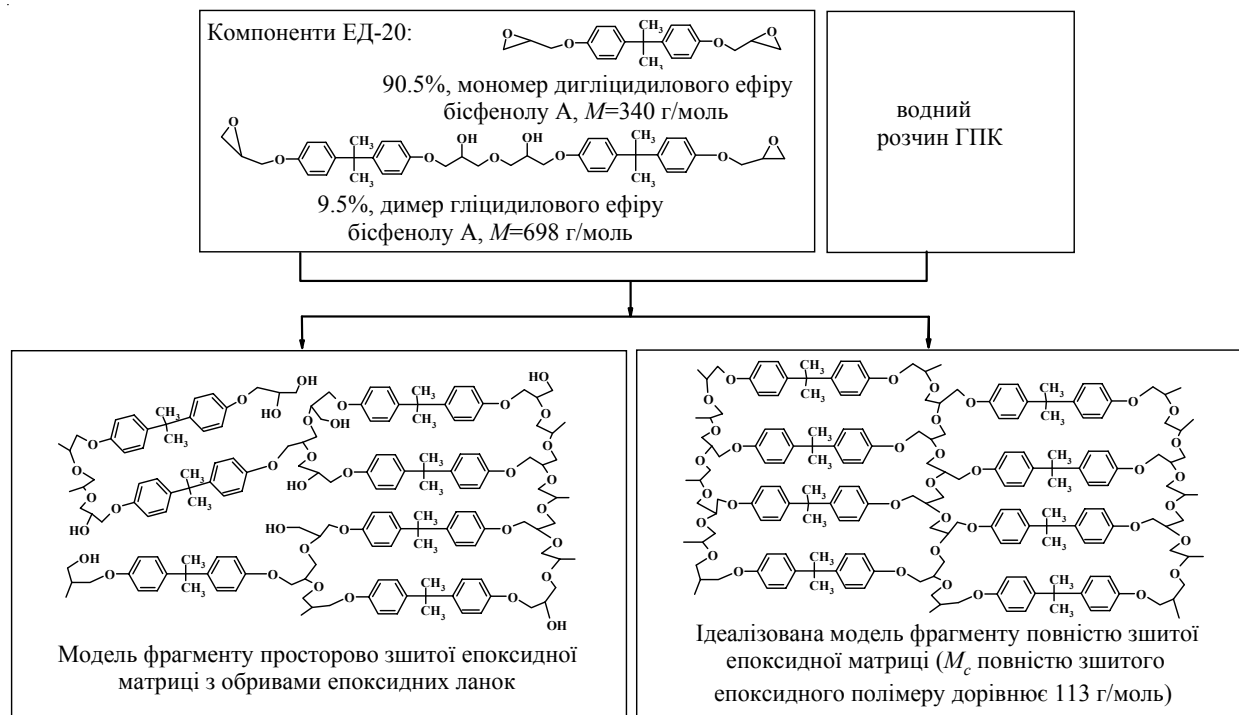 Компоненти ЕД-20:
90.5%, мономер дигліцидилового ефіру
бісфенолу А, M=340 г/моль
9.5%, димер гліцидилового ефіру
бісфенолу А, M=698 г/моль
водний
розчин ГПК
Модель фрагменту просторово зшитої епоксидної
матриці з обривами епоксидних ланок
Ідеалізована модель фрагменту повністю зшитої
епоксидної матриці (Mc повністю зшитого
епоксидного полімеру дорівнює 113 г/моль)